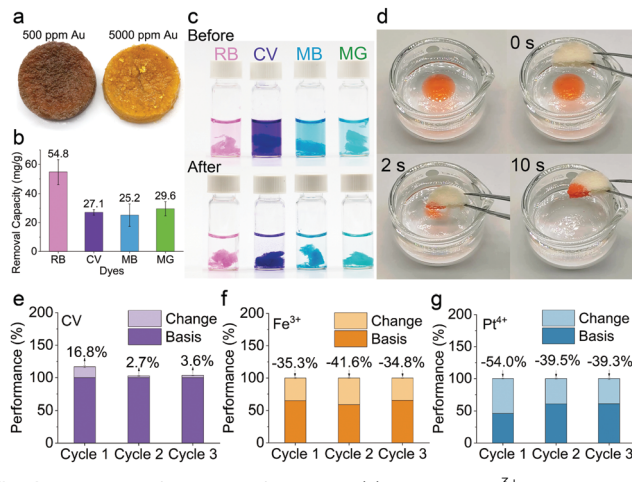 a
500 ppm Au
5000 ppm Au
b
Removal Capacity (mg/g)
60
40
20
0
54.8
27.1
25.2
29.6
RB
CV
MB
MG
Dyes
c
Before
RB
CV
MB
MG
After
d
0 s
2 s
10 s
e
CV
Change
Basis
Performance (%)
200
150
100
50
0
16.8%
2.7%
3.6%
Cycle 1
Cycle 2
Cycle 3
f
Fe³⁺
Change
Basis
Performance (%)
200
150
100
50
0
-35.3%
-41.6%
-34.8%
Cycle 1
Cycle 2
Cycle 3
g
Pt⁴⁺
Change
Basis
Performance (%)
200
150
100
50
0
-54.0%
-39.5%
-39.3%
Cycle 1
Cycle 2
Cycle 3